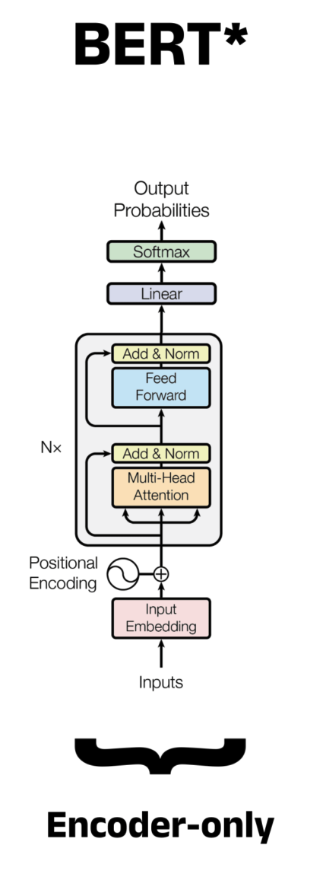 BERT*
Output
Probabilities
Softmax
Linear
Add & Norm
Feed
Forward
Nx
Add & Norm
Multi-Head
Attention
Positional
Encoding
Input
Embedding
Inputs
Encoder-only